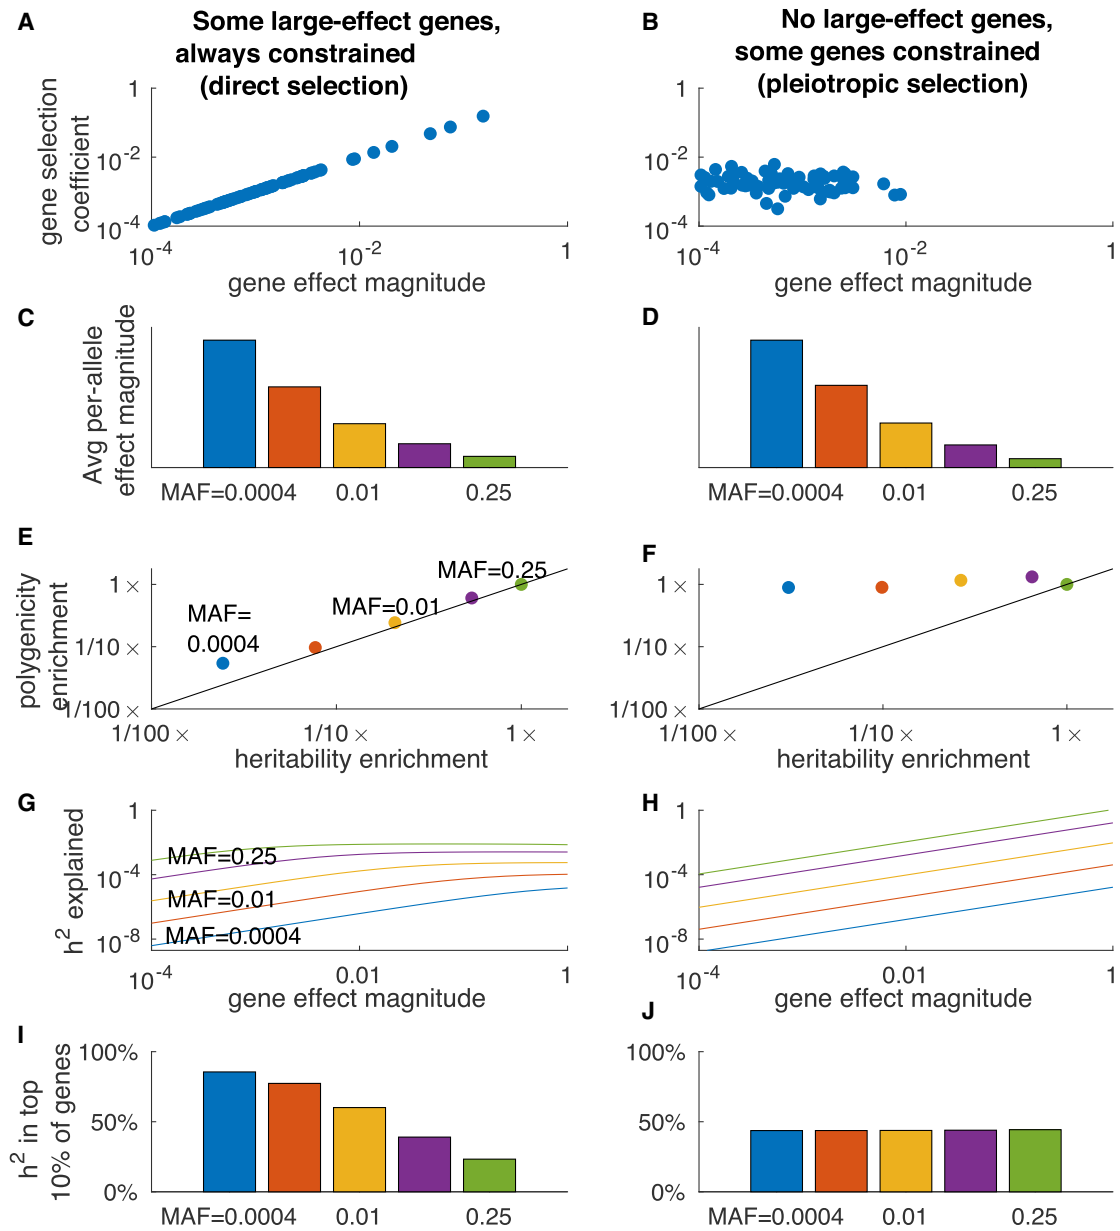 A
Some large-effect genes,
always constrained
(direct selection)
B
No large-effect genes,
some genes constrained
(pleiotropic selection)
gene selection
coefficient
1
10^-2
10^-4
10^-4
10^-2
1
gene effect magnitude
1
10^-2
10^-4
10^-4
10^-2
1
gene effect magnitude
C
Avg per-allele
effect magnitude
MAF=0.0004
0.01
0.25
D
MAF=0.0004
0.01
0.25
E
polygenicity
enrichment
1 ×
1/10 ×
1/100 ×
MAF=
0.0004
MAF=0.01
MAF=0.25
1/100 ×
1/10 ×
1 ×
heritability enrichment
F
1 ×
1/10 ×
1/100 ×
1/100 ×
1/10 ×
1 ×
heritability enrichment
G
h^2 explained
1
10^-4
10^-8
MAF=0.25
MAF=0.01
MAF=0.0004
10^-4
0.01
1
gene effect magnitude
H
1
10^-4
10^-8
10^-4
0.01
1
gene effect magnitude
I
h^2 in top
10% of genes
100%
50%
0%
MAF=0.0004
0.01
0.25
J
100%
50%
0%
MAF=0.0004
0.01
0.25